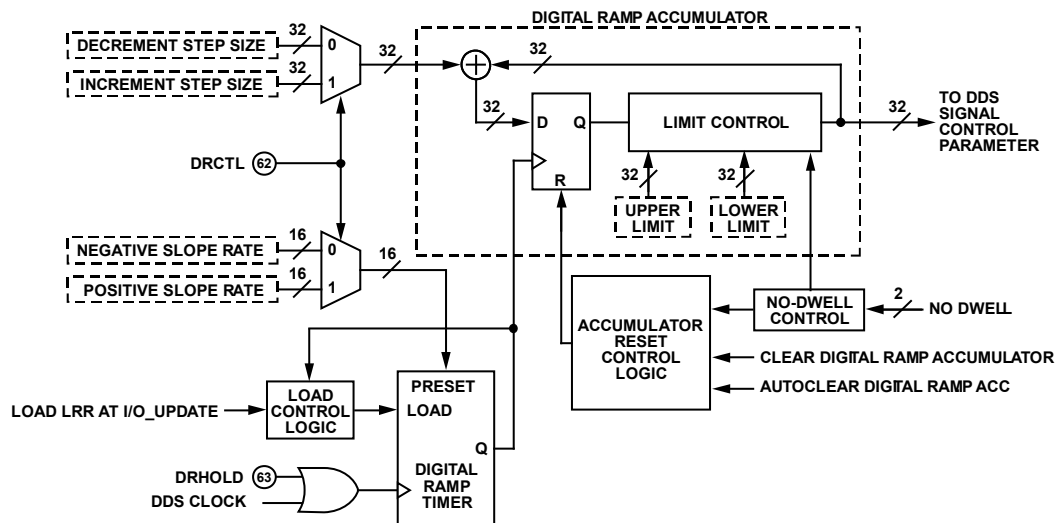 DIGITAL RAMP ACCUMULATOR
DECREMENT STEP SIZE
32
0
INCREMENT STEP SIZE
32
1
32
32
32
D
Q
R
LIMIT CONTROL
32
TO DDS
SIGNAL
CONTROL
PARAMETER
32
32
UPPER
LIMIT
LOWER
LIMIT
DRCTL
62
NEGATIVE SLOPE RATE
16
0
POSITIVE SLOPE RATE
16
1
16
ACCUMULATOR
RESET
CONTROL
LOGIC
NO-DWELL
CONTROL
2
NO DWELL
CLEAR DIGITAL RAMP ACCUMULATOR
AUTOCLEAR DIGITAL RAMP ACC
LOAD LRR AT I/O_UPDATE
LOAD
CONTROL
LOGIC
PRESET
LOAD
Q
DIGITAL
RAMP
TIMER
DRHOLD
63
DDS CLOCK